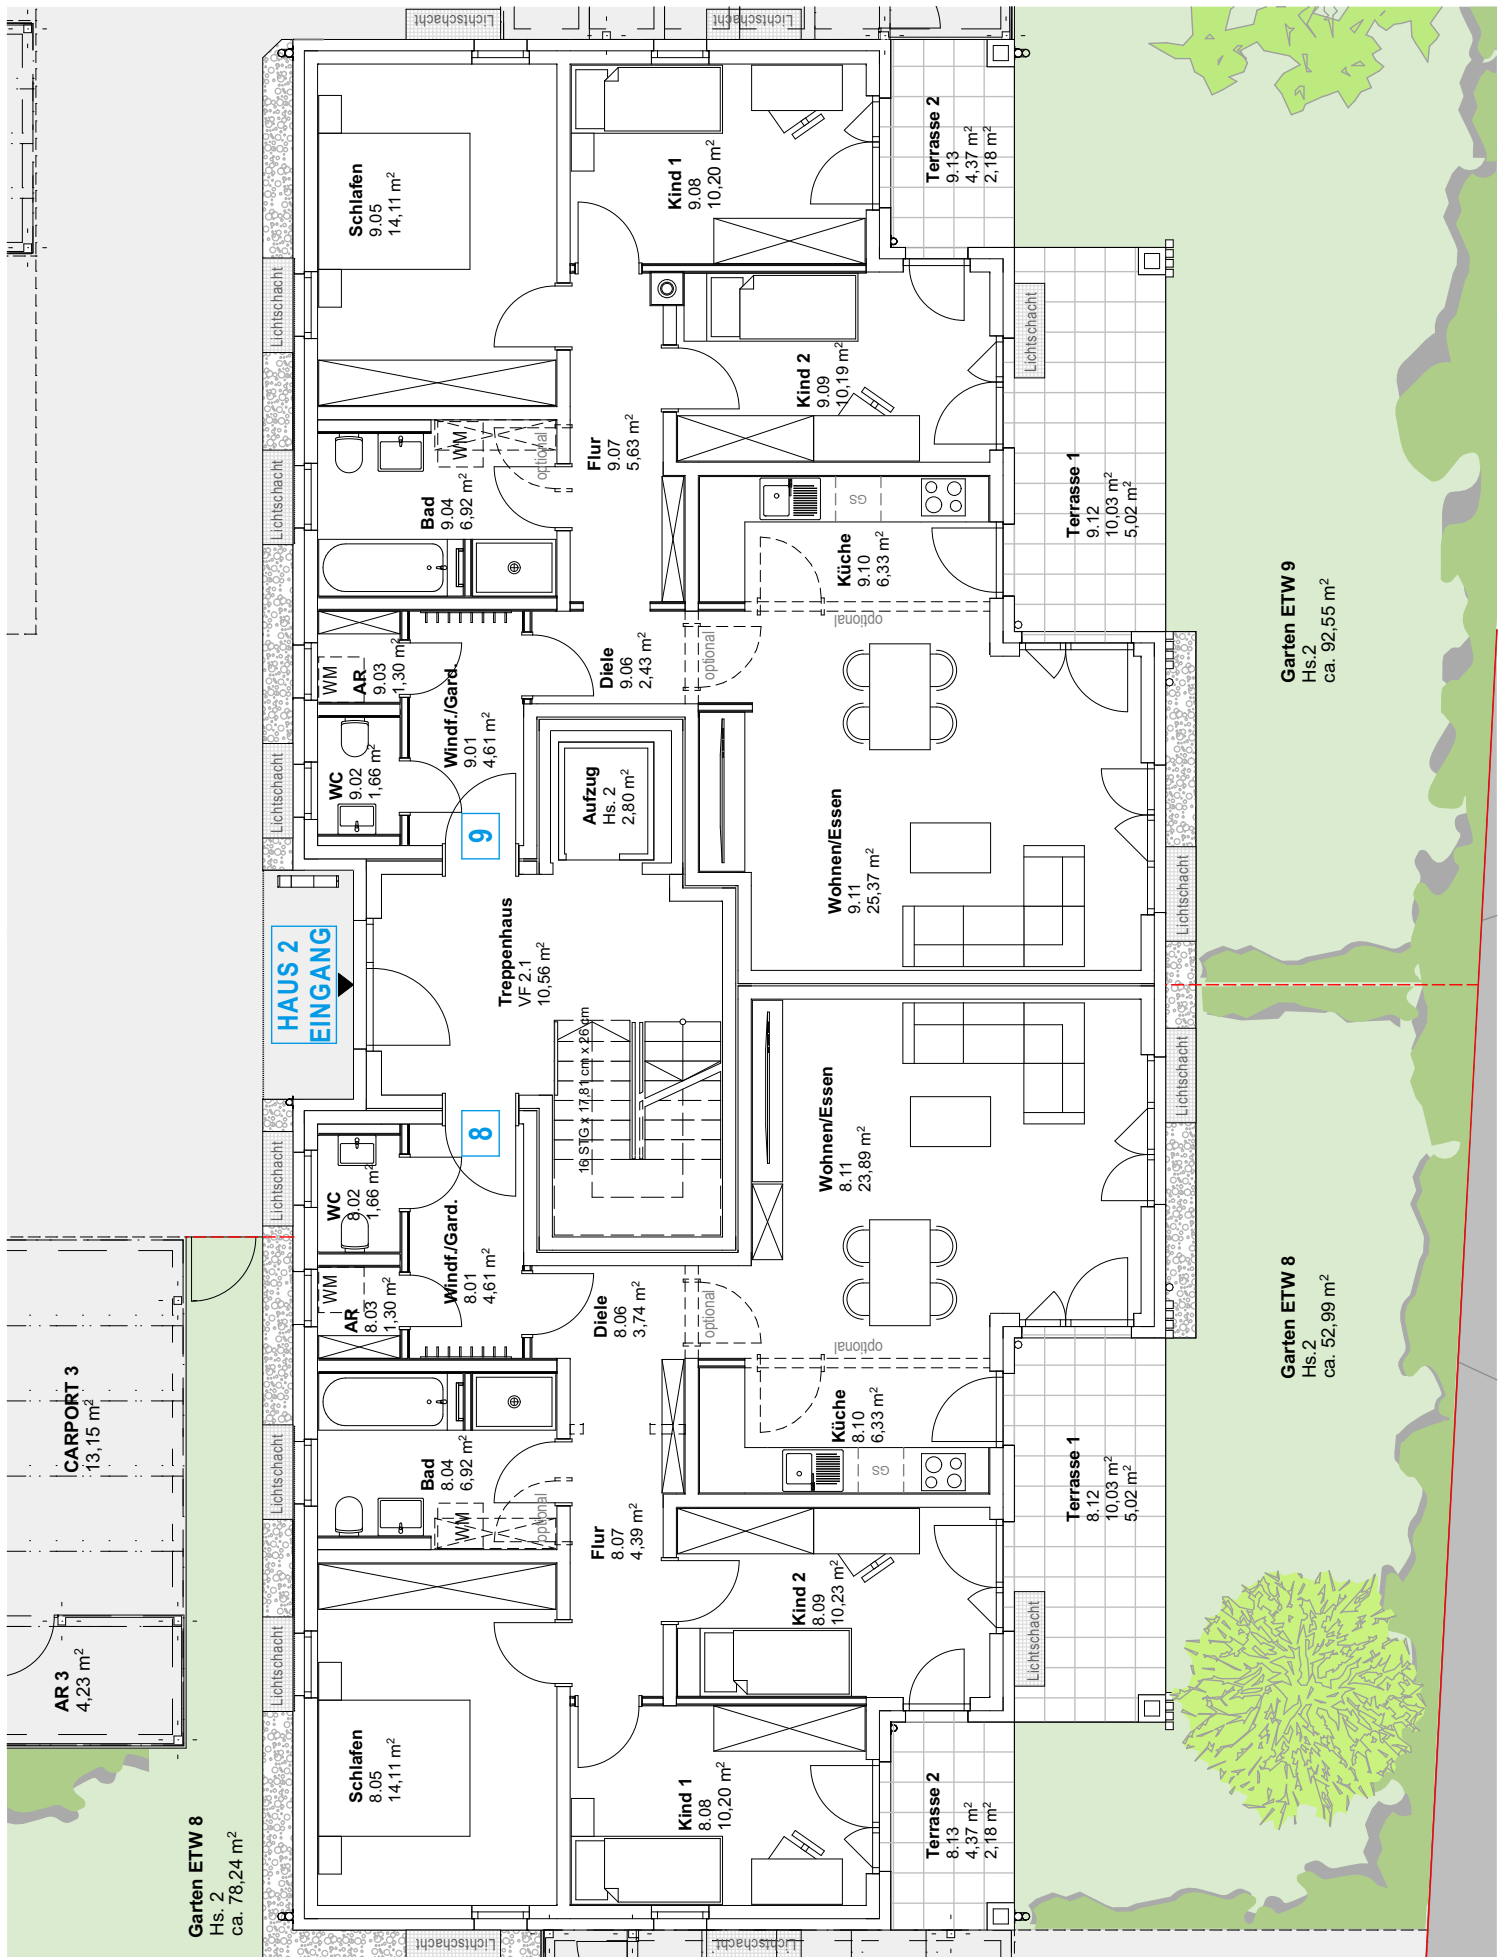 Lichtschacht
Lichtschacht
Schlafen
9.05
14,11 m²
Kind 1
9.08
10,20 m²
Terrasse 2
9.13
4,37 m²
2,18 m²
Lichtschacht
Kind 2
9.09
10,19 m²
Lichtschacht
Lichtschacht
Bad
9.04
6,92 m²
WM
optional
Flur
9.07
5,63 m²
GS
Küche
9.10
6,33 m²
Terrasse 1
9.12
10,03 m²
5,02 m²
Garten ETW 9
Hs.2
ca. 92,55 m²
WM
AR
9.03
1,30 m²
Windf./Gard.
9.01
4,61 m²
Diele
9.06
2,43 m²
optional
optional
Lichtschacht
WC
9.02
1,66 m²
9
Aufzug
Hs. 2
2,80 m²
Wohnen/Essen
9.11
25,37 m²
Lichtschacht
HAUS 2
EINGANG
Treppenhaus
VF 2.1
10,56 m²
16 STG x 17,81 cm x 26 cm
8
Wohnen/Essen
8.11
23,89 m²
Lichtschacht
Lichtschacht
WC
8.02
1,66 m²
WM
AR
8.03
1,30 m²
Windf./Gard.
8.01
4,61 m²
Diele
8.06
3,74 m²
optional
optional
Garten ETW 8
Hs.2
ca. 52,99 m²
CARPORT 3
13,15 m²
Lichtschacht
Bad
8.04
6,92 m²
WM
optional
Flur
8.07
4,39 m²
Küche
8.10
6,33 m²
GS
Terrasse 1
8.12
10,03 m²
5,02 m²
AR 3
4,23 m²
Lichtschacht
Kind 2
8.09
10,23 m²
Lichtschacht
Schlafen
8.05
14,11 m²
Kind 1
8.08
10,20 m²
Terrasse 2
8.13
4,37 m²
2,18 m²
Garten ETW 8
Hs. 2
ca. 78,24 m²
Lichtschacht
Lichtschacht